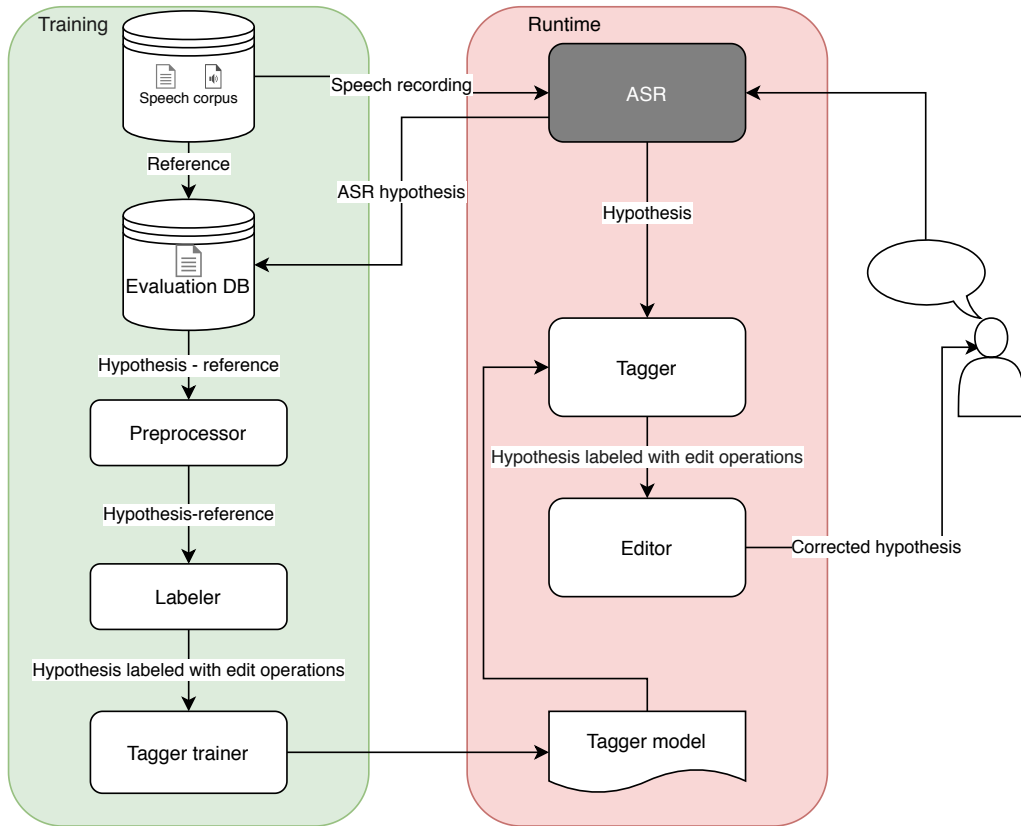 Training
Runtime
Speech corpus
Speech recording
ASR
Reference
ASR hypothesis
Hypothesis
Evaluation DB
Hypothesis - reference
Tagger
Preprocessor
Hypothesis labeled with edit operations
Hypothesis-reference
Editor
Corrected hypothesis
Labeler
Hypothesis labeled with edit operations
Tagger trainer
Tagger model